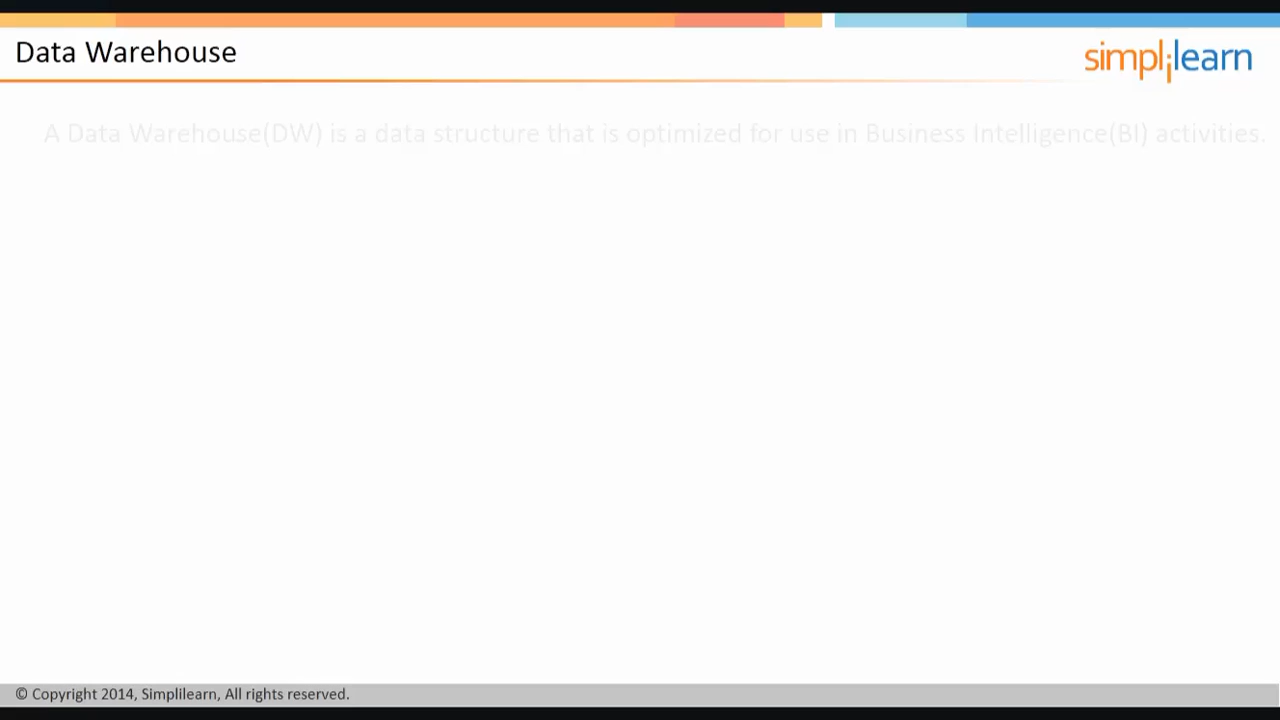 Data Warehouse
simplilearn
A Data Warehouse(DW) is a data structure that is optimized for use in Business Intelligence(BI) activities.
© Copyright 2014, Simplilearn, All rights reserved.